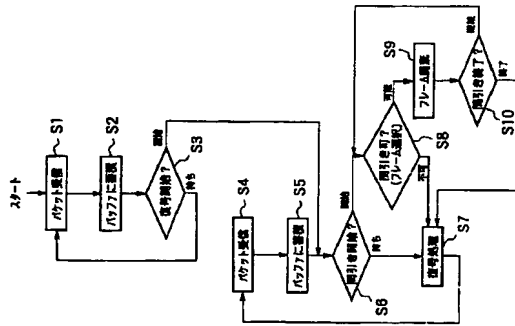 スタート
パケット受信
S1
バッファに蓄積
S2
復号開始?
S3
開始
待ち
パケット受信
S4
バッファに蓄積
S5
間引き開始?
S6
開始
待ち
復号処理
S7
間引き可?
(フレーム選択)
S8
可能
不可
フレーム廃棄
S9
間引き終了?
S10
継続
終了